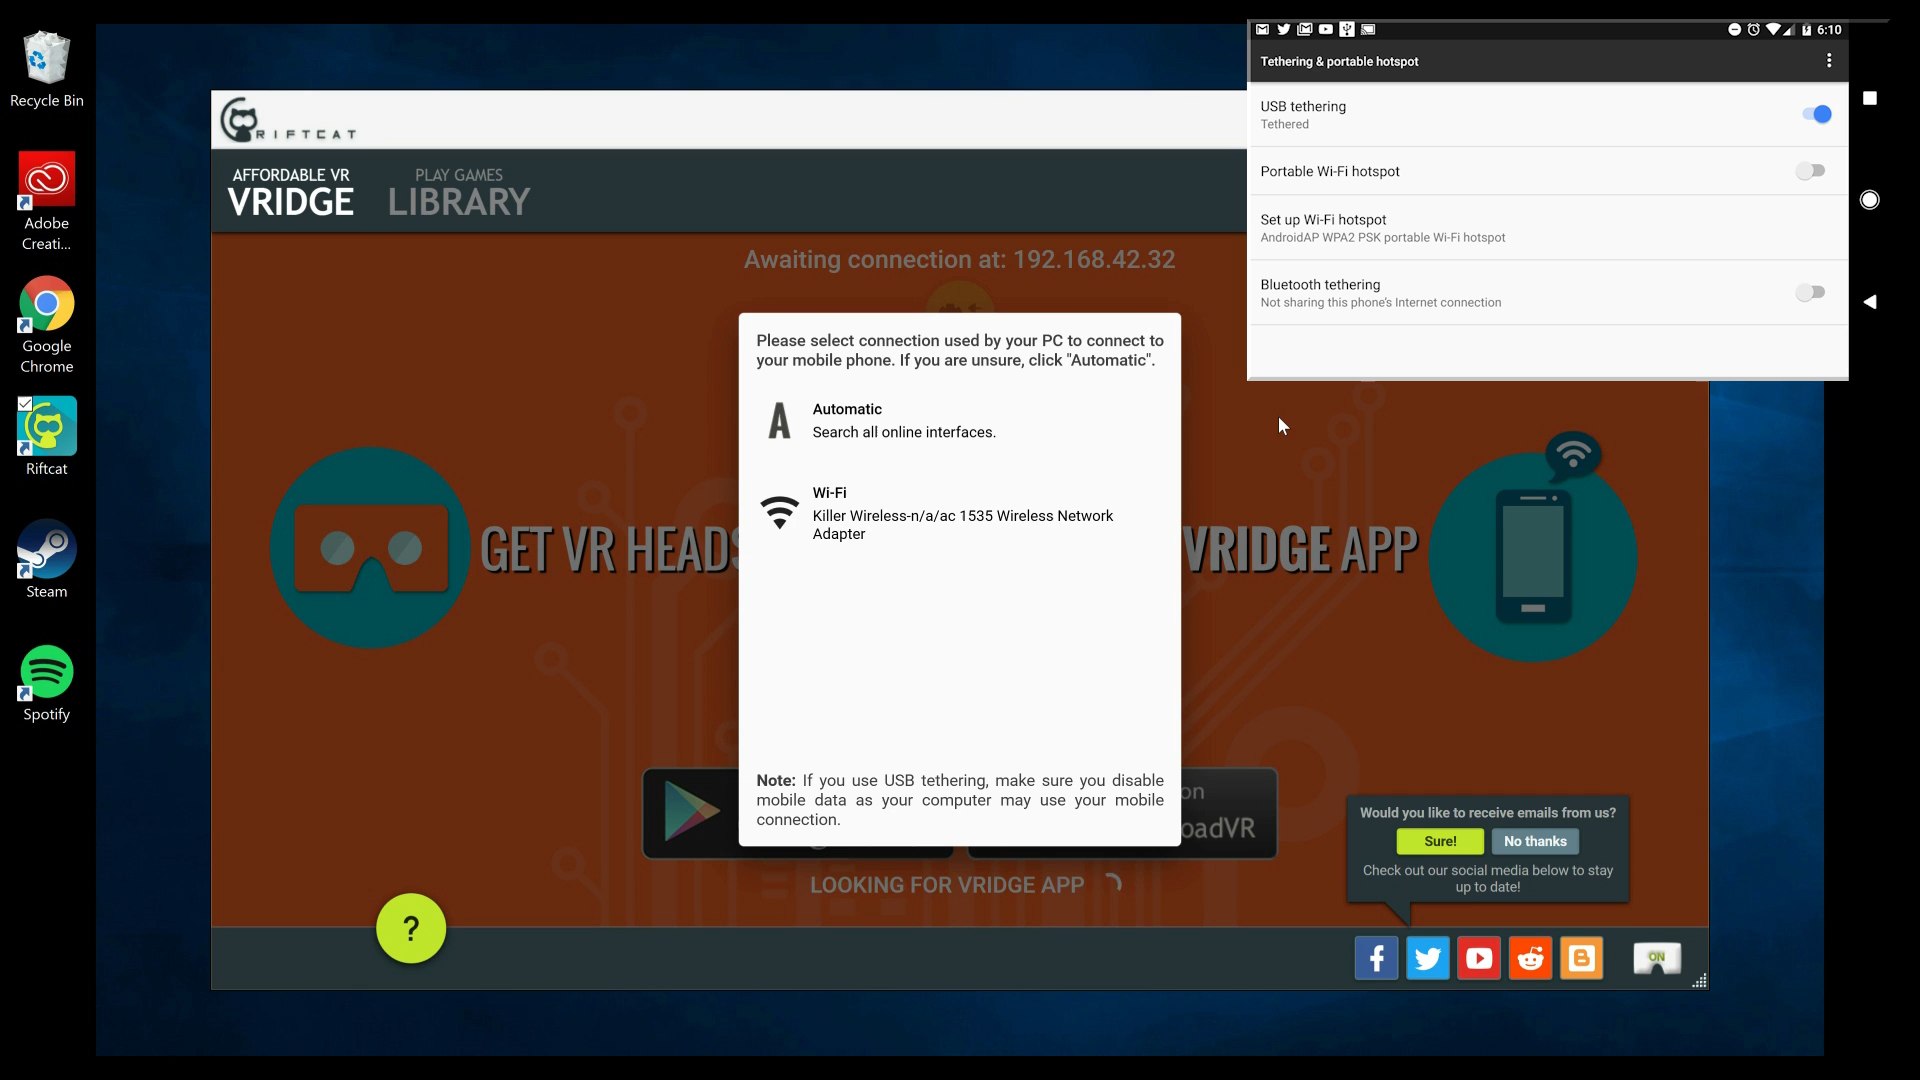 Recycle Bin
Adobe
Creati...
Google
Chrome
Riftcat
Steam
Spotify
RIFTCAT
AFFORDABLE VR
VRIDGE
PLAY GAMES
LIBRARY
Awaiting connection at: 192.168.42.32
Please select connection used by your PC to connect to
your mobile phone. If you are unsure, click "Automatic".
A
Automatic
Search all online interfaces.
Wi-Fi
Killer Wireless-n/a/ac 1535 Wireless Network
Adapter
Note: If you use USB tethering, make sure you disable
mobile data as your computer may use your mobile
connection.
GET VR HEADS
VRIDGE APP
on
oadVR
LOOKING FOR VRIDGE APP
?
Would you like to receive emails from us?
Sure!
No thanks
Check out our social media below to stay
up to date!
ON
6:10
Tethering & portable hotspot
USB tethering
Tethered
Portable Wi-Fi hotspot
Set up Wi-Fi hotspot
AndroidAP WPA2 PSK portable Wi-Fi hotspot
Bluetooth tethering
Not sharing this phone's Internet connection